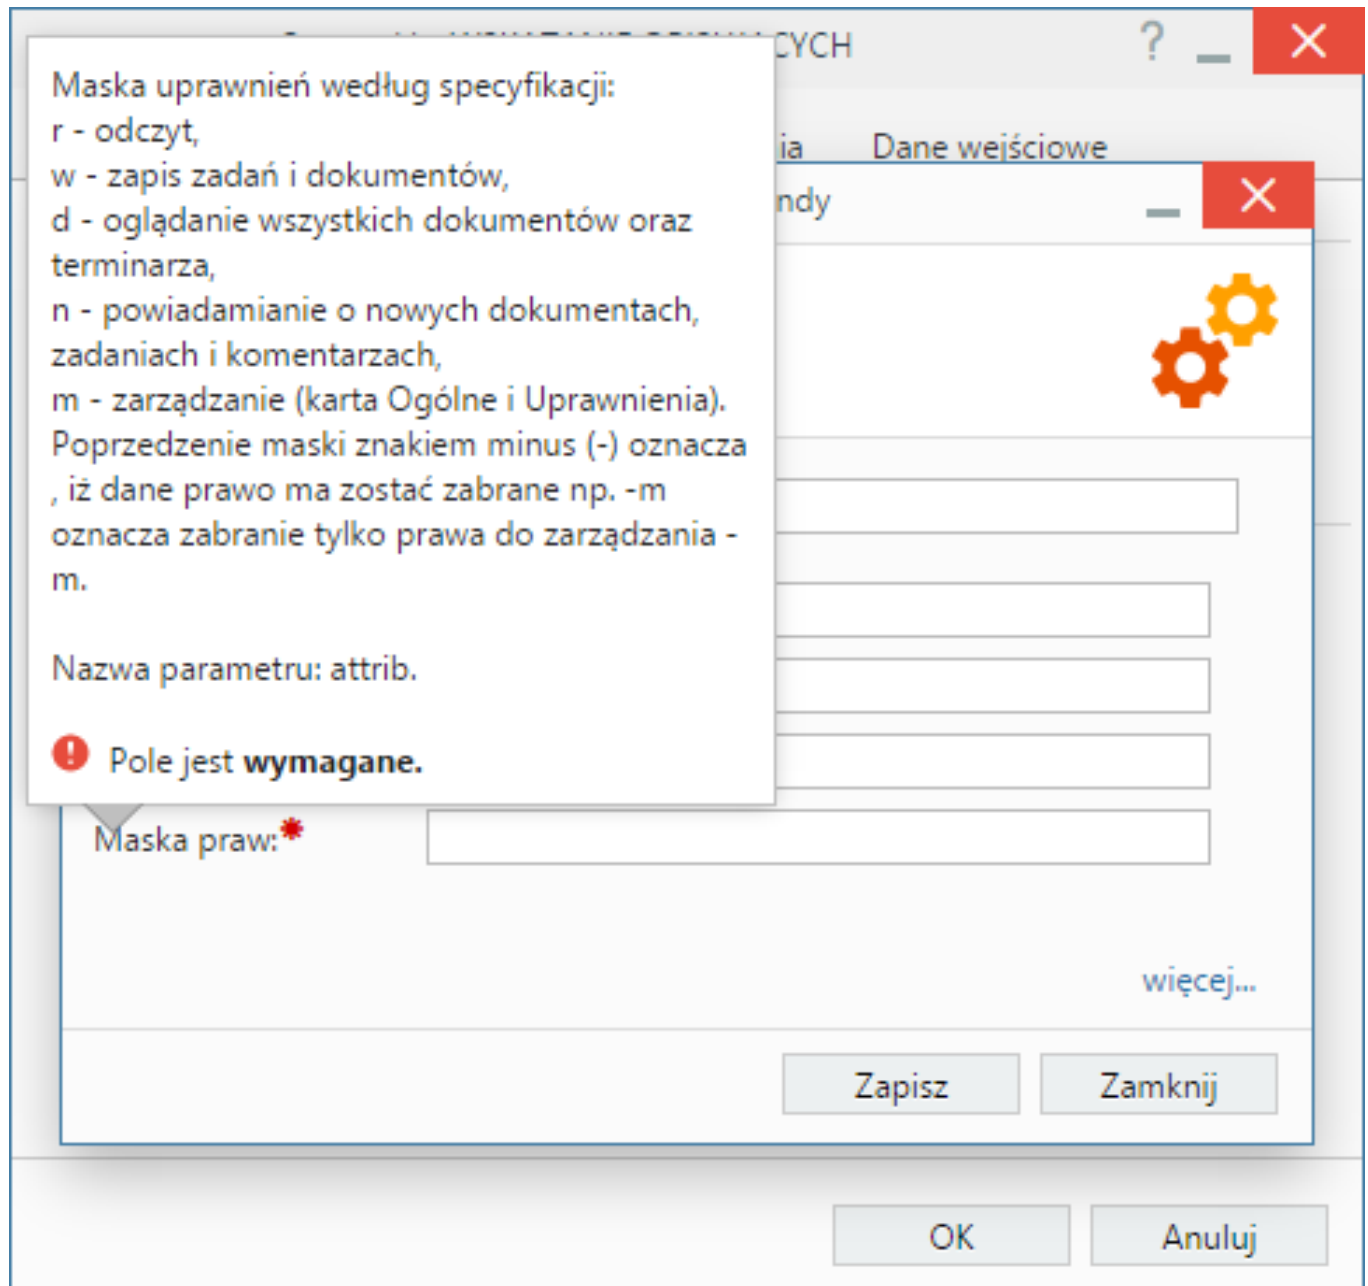 CYCH
?
Maska uprawnień według specyfikacji:
r - odczyt,
w - zapis zadań i dokumentów,
d - oglądanie wszystkich dokumentów oraz
terminarza,
n - powiadamianie o nowych dokumentach,
zadaniach i komentarzach,
m - zarządzanie (karta Ogólne i Uprawnienia).
Poprzedzenie maski znakiem minus (-) oznacza
, iż dane prawo ma zostać zabrane np. -m
oznacza zabranie tylko prawa do zarządzania -
m.
Nazwa parametru: attrib.
Pole jest wymagane.
ia
Dane wejściowe
ndy
Maska praw:
więcej...
Zapisz
Zamknij
OK
Anuluj